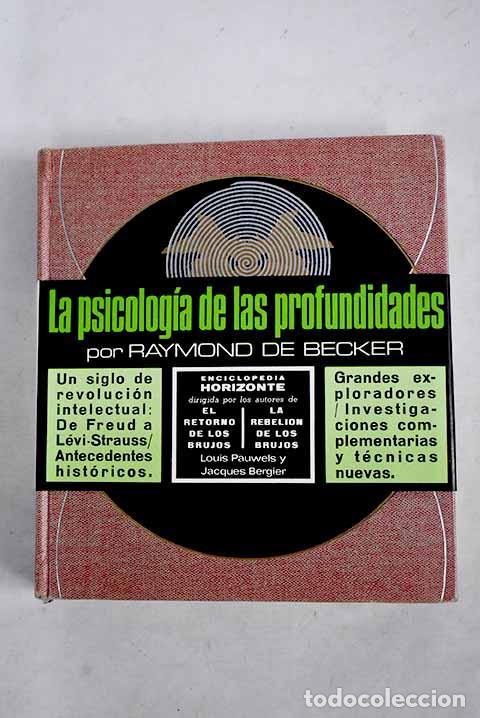 La psicología de las profundidades
por RAYMOND DE BECKER
Un siglo de
revolución
intelectual:
De Freud a
Lévi-Strauss/
Antecedentes
históricos.
ENCICLOPEDIA
HORIZONTE
dirigida por los autores de
EL
RETORNO
DE LOS
BRUJOS
LA
REBELION
DE LOS
BRUJOS
Louis Pauwels y
Jacques Bergier
Grandes ex-
ploradores
/Investiga-
ciones com-
plementarias
y técnicas
nuevas.
todocoleccion